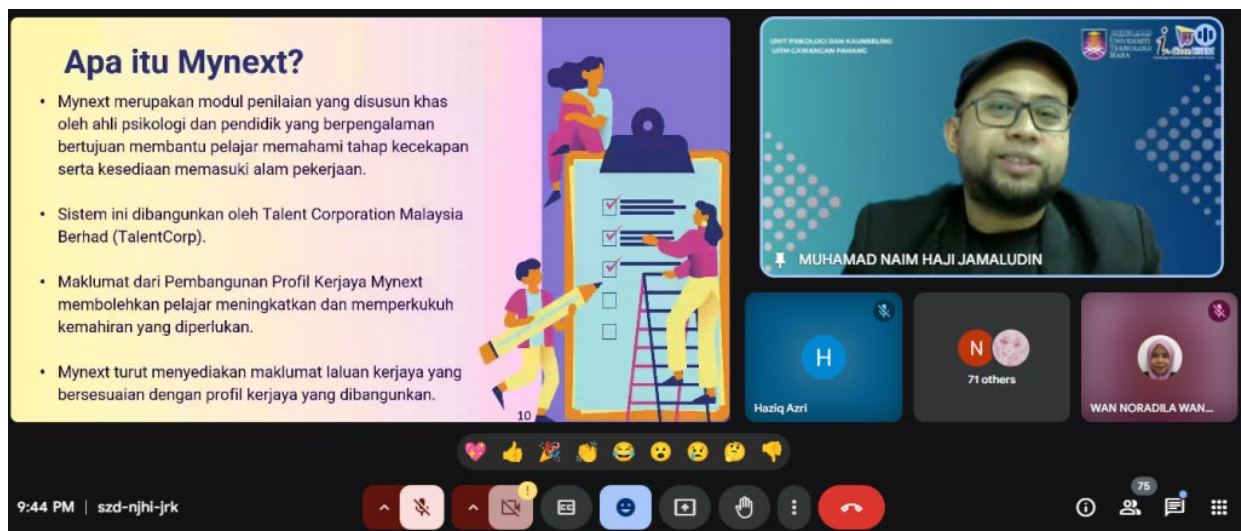 Apa itu Mynext?
• Mynext merupakan modul penilaian yang disusun khas
oleh ahli psikologi dan pendidik yang berpengalaman
bertujuan membantu pelajar memahami tahap kecekapan
serta kesediaan memasuki alam pekerjaan.
• Sistem ini dibangunkan oleh Talent Corporation Malaysia
Berhad (TalentCorp).
• Maklumat dari Pembangunan Profil Kerjaya Mynext
membolehkan pelajar meningkatkan dan memperkukuh
kemahiran yang diperlukan.
• Mynext turut menyediakan maklumat laluan kerjaya yang
bersesuaian dengan profil kerjaya yang dibangunkan.
10
UNIT PSIKOLOGI DAN KAUNSELING
UITM CAWANGAN PAHANG
UNIVERSITI
TEKNOLOGI
MARA
MUHAMAD NAIM HAJI JAMALUDIN
H
Haziq Azri
N
71 others
WAN NORADILA WAN...
9:44 PM | szd-njhi-jrk
CC
75